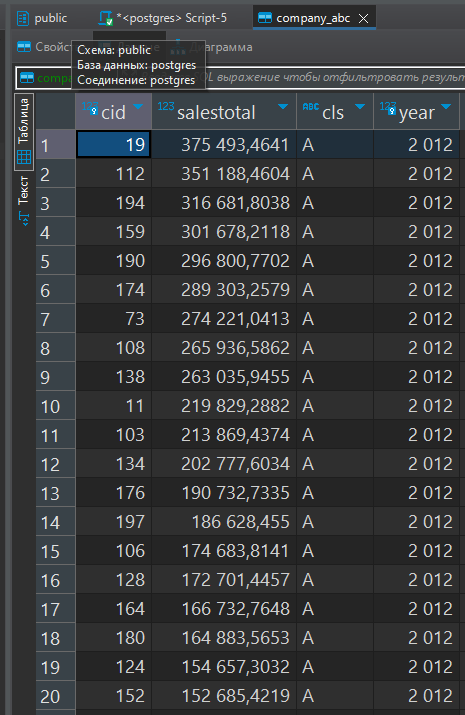 public *<postgres> Script-5 company_abc
Свойст Диаграмма
Схема: public
База данных: postgres
Соединение: postgres
compa QL выражение чтобы отфильтровать результ
Таблица
Текст
123 cid 123 salestotal ABC cls 123 year
1 19 375 493,4641 A 2 012
2 112 351 188,4604 A 2 012
3 194 316 681,8038 A 2 012
4 159 301 678,2118 A 2 012
5 190 296 800,7702 A 2 012
6 174 289 303,2579 A 2 012
7 73 274 221,0413 A 2 012
8 108 265 936,5862 A 2 012
9 138 263 035,9455 A 2 012
10 11 219 829,2882 A 2 012
11 103 213 869,4374 A 2 012
12 134 202 777,6034 A 2 012
13 176 190 732,7335 A 2 012
14 197 186 628,455 A 2 012
15 106 174 683,8141 A 2 012
16 128 172 701,4457 A 2 012
17 164 166 732,7648 A 2 012
18 180 164 883,5653 A 2 012
19 124 154 657,3032 A 2 012
20 152 152 685,4219 A 2 012